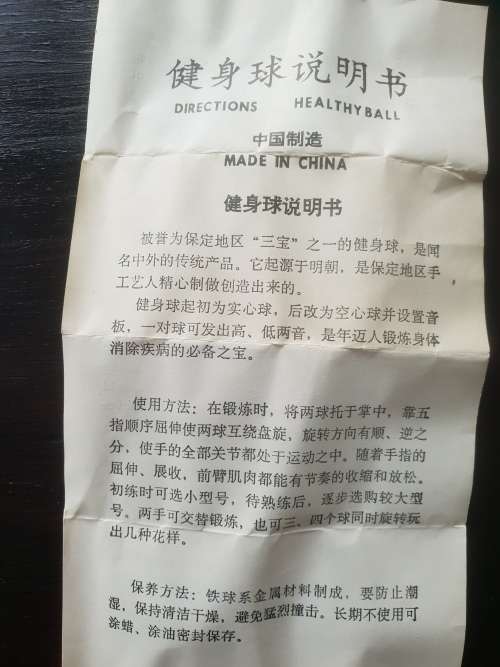 健身球说明书
DIRECTIONS HEALTHYBALL
中国制造
MADE IN CHINA
健身球说明书
被誉为保定地区“三宝”之一的健身球，是闻
名中外的传统产品。它起源于明朝，是保定地区手
工艺人精心制做创造出来的。
健身球起初为实心球，后改为空心球并设置音
板，一对球可发出高、低两音，是年迈人锻炼身体
消除疾病的必备之宝。
使用方法：在锻炼时，将两球托于掌中，靠五
指顺序屈伸使两球互绕盘旋，旋转方向有顺、逆之
分，使手的全部关节都处于运动之中。随着手指的
屈伸、展收，前臂肌肉都能有节奏的收缩和放松。
初练时可选小型号，待熟练后，逐步选购较大型
号。两手可交替锻炼，也可三、四个球同时旋转玩
出几种花样。
保养方法：铁球系金属材料制成，要防止潮
湿，保持清洁干燥，避免猛烈撞击。长期不使用可
涂蜡、涂油密封保存。